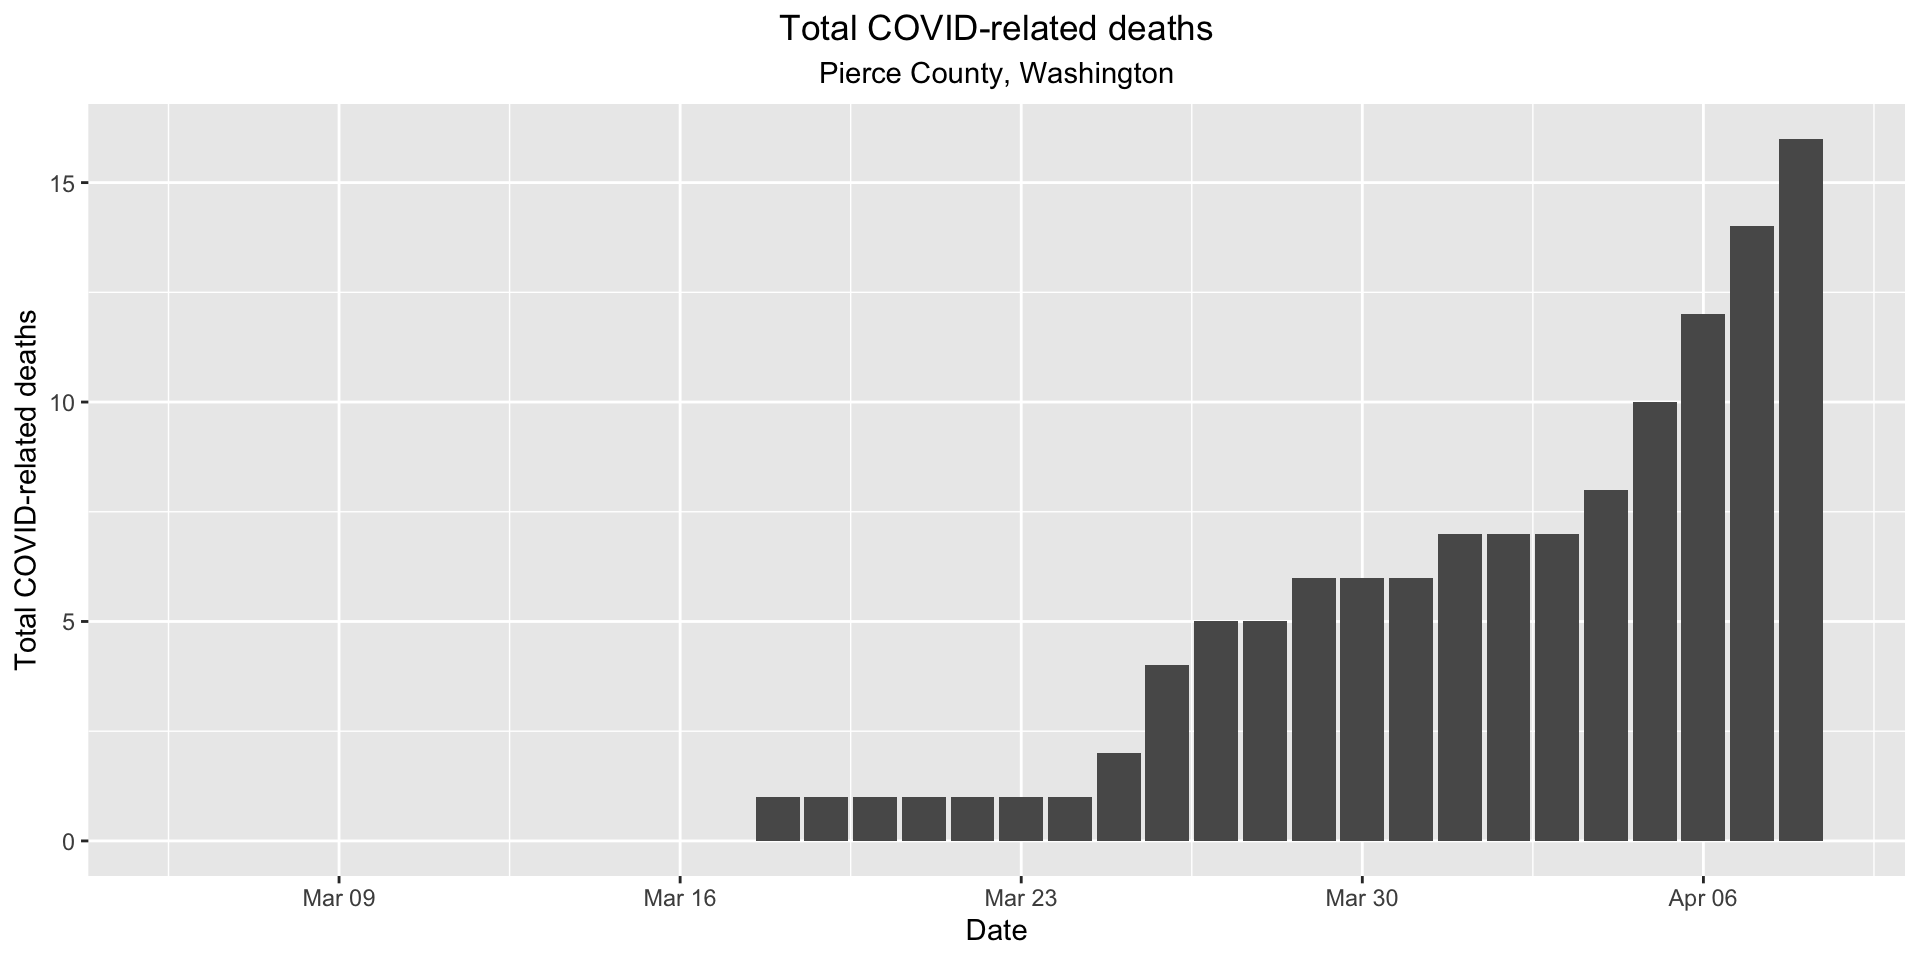 Total COVID-related deaths
Pierce County, Washington
Total COVID-related deaths
15
10
5
0
Mar 09
Mar 16
Mar 23
Mar 30
Apr 06
Date